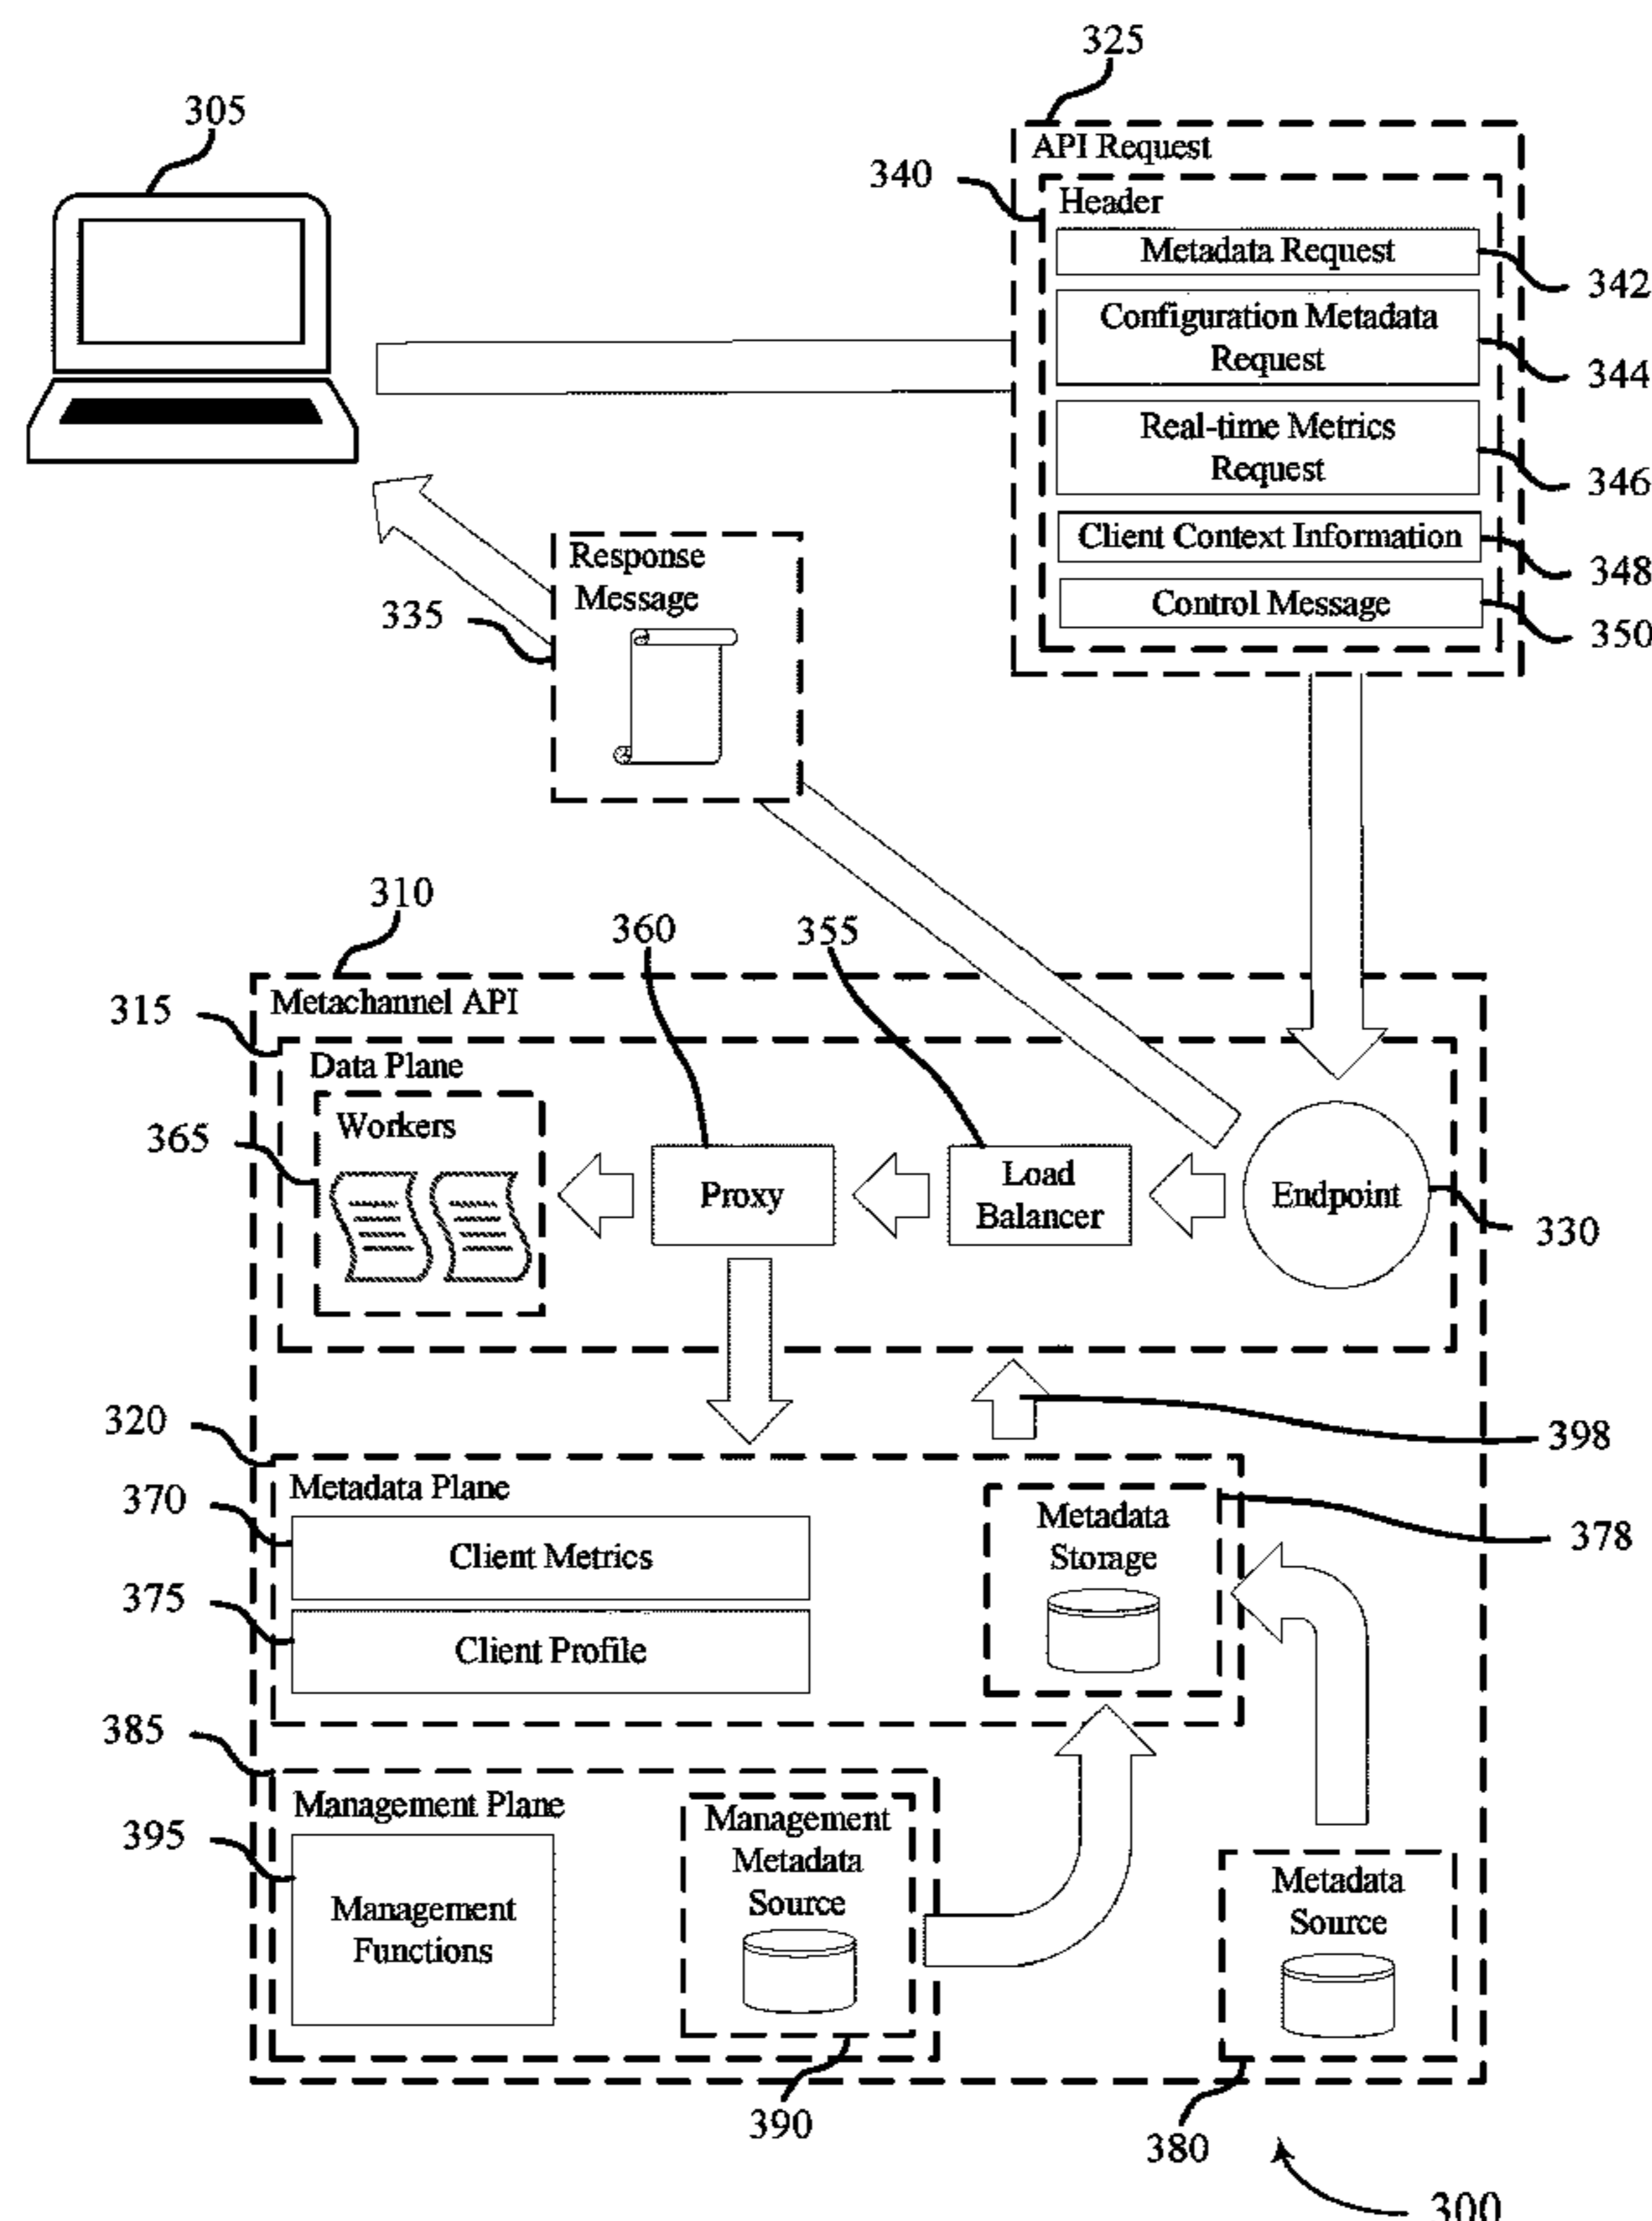 325
305
API Request
340
Header
Metadata Request
342
Configuration Metadata
Request
344
Real-time Metrics
Request
346
Client Context Information
348
Control Message
350
Response
Message
335
310
360
355
Metachannel API
315
Data Plane
Workers
365
Proxy
Load
Balancer
Endpoint
330
320
398
Metadata Plane
370
Client Metrics
Metadata
Storage
378
375
Client Profile
385
Management Plane
395
Management
Functions
Management
Metadata
Source
Metadata
Source
390
380
300